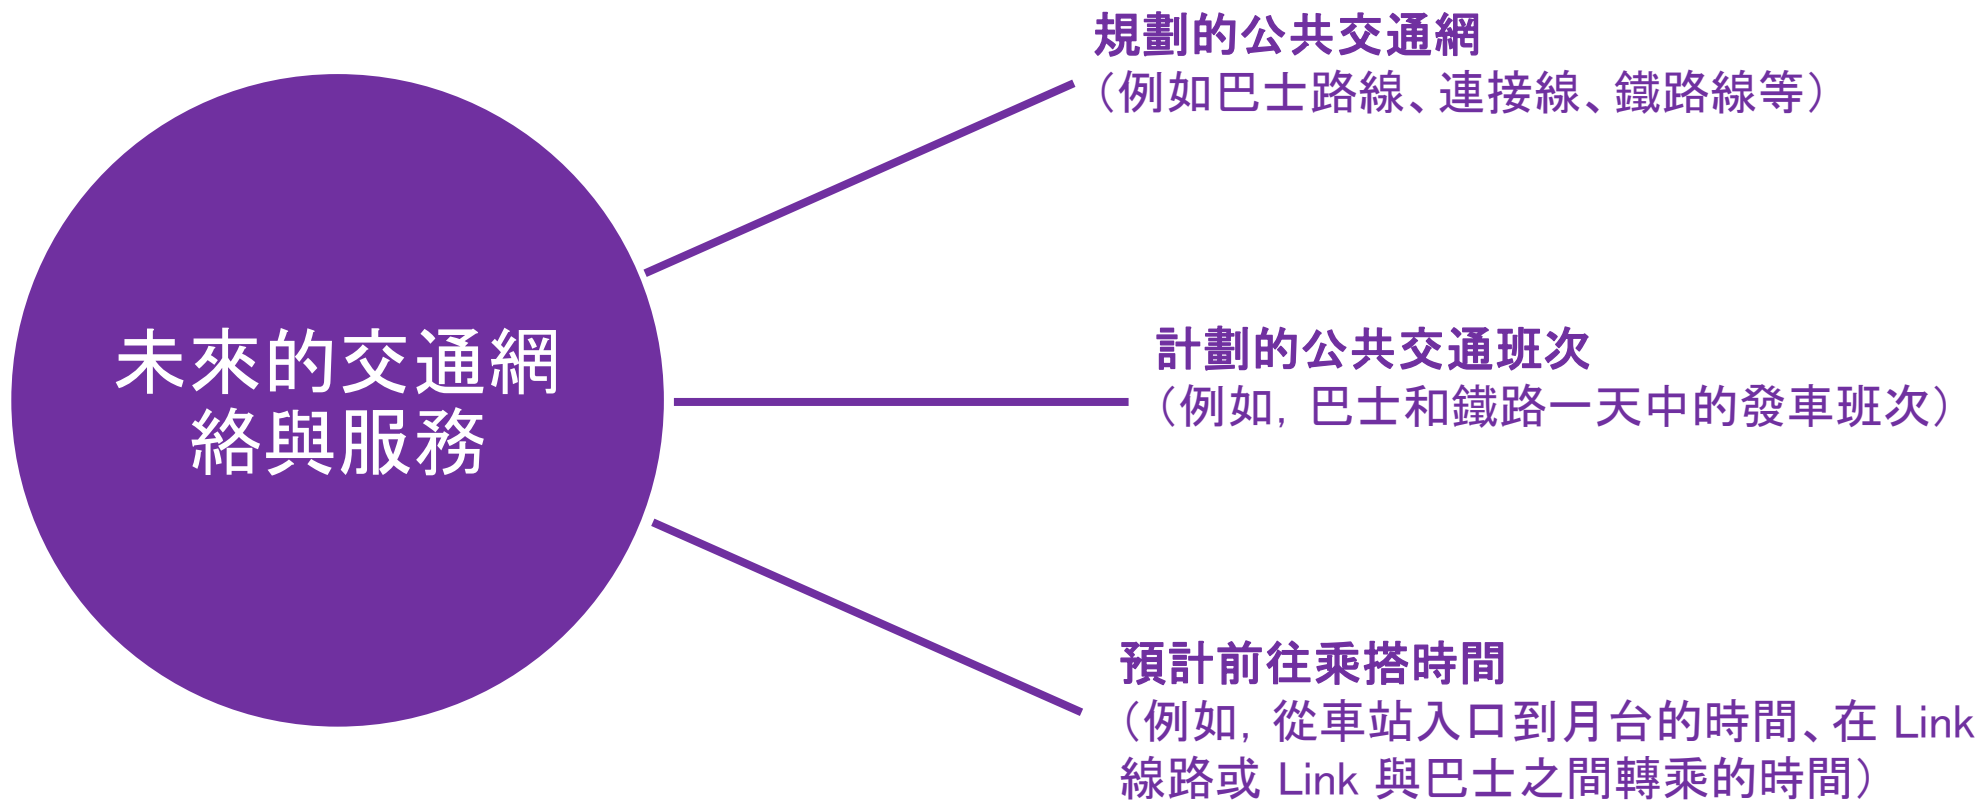 未來的交通網
絡與服務
規劃的公共交通網
（例如巴士路線、連接線、鐵路線等）
計劃的公共交通班次
（例如，巴士和鐵路一天中的發車班次）
預計前往乘搭時間
（例如，從車站入口到月台的時間、在 Link
線路或 Link 與巴士之間轉乘的時間）